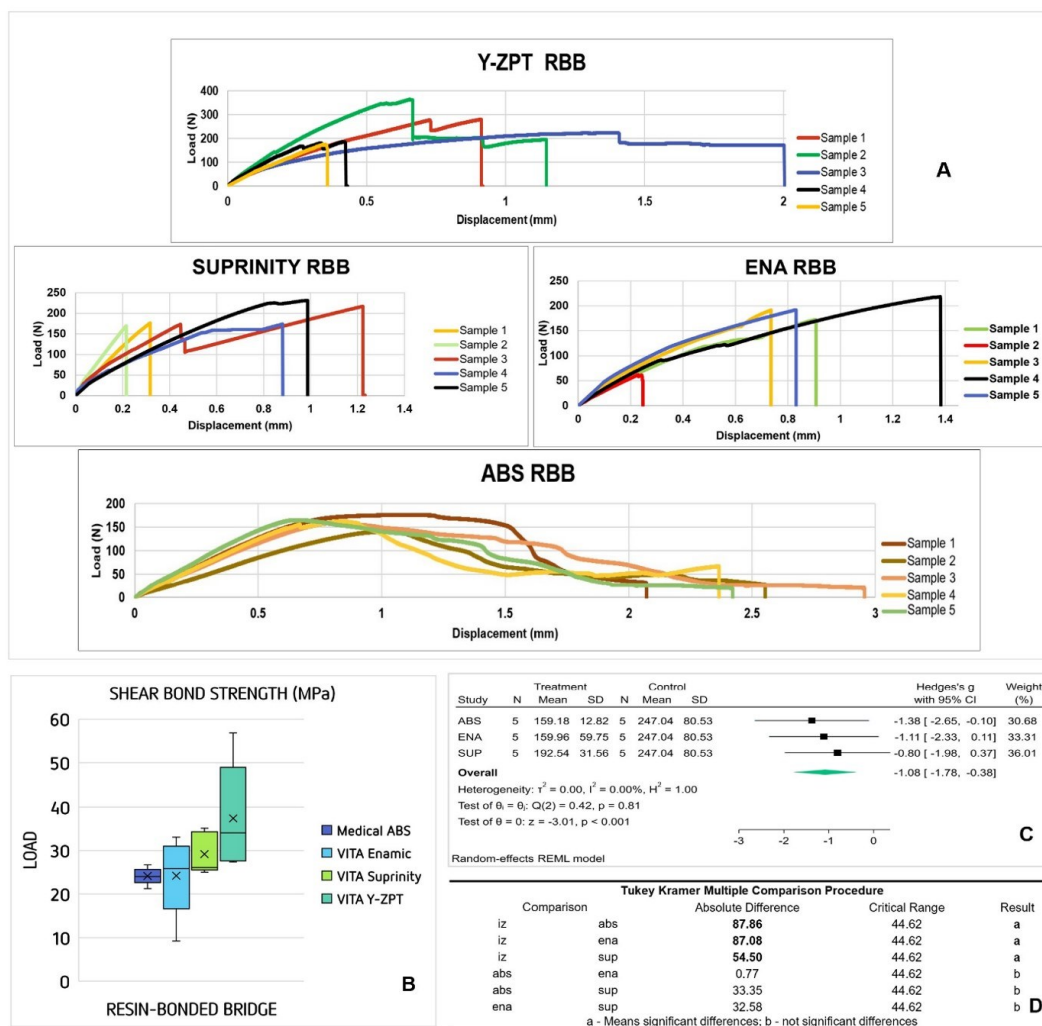 Y-ZPT RBB
400
300
200
100
0
Load (N)
0 0.5 1 1.5 2
Displacement (mm)
Sample 1
Sample 2
Sample 3
Sample 4
Sample 5
A
SUPRINITY RBB
250
200
150
100
50
0
Load (N)
0 0.2 0.4 0.6 0.8 1 1.2 1.4
Displacement (mm)
Sample 1
Sample 2
Sample 3
Sample 4
Sample 5
ENA RBB
250
200
150
100
50
0
Load (N)
0 0.2 0.4 0.6 0.8 1 1.2 1.4
Displacement (mm)
Sample 1
Sample 2
Sample 3
Sample 4
Sample 5
ABS RBB
200
150
100
50
0
Load (N)
0 0.5 1 1.5 2 2.5 3
Displacement (mm)
Sample 1
Sample 2
Sample 3
Sample 4
Sample 5
SHEAR BOND STRENGTH (MPa)
60
50
40
30
20
10
0
LOAD
Medical ABS
VITA Enamic
VITA Suprinity
VITA Y-ZPT
RESIN-BONDED BRIDGE
B
Treatment Control Hedges's g Weight
Study N Mean SD N Mean SD with 95% CI (%)
ABS 5 159.18 12.82 5 247.04 80.53 -1.38 [ -2.65, -0.10] 30.68
ENA 5 159.96 59.75 5 247.04 80.53 -1.11 [ -2.33, 0.11] 33.31
SUP 5 192.54 31.56 5 247.04 80.53 -0.80 [ -1.98, 0.37] 36.01
Overall -1.08 [ -1.78, -0.38]
Heterogeneity: τ² = 0.00, I² = 0.00%, H² = 1.00
Test of θᵢ = θⱼ: Q(2) = 0.42, p = 0.81
Test of θ = 0: z = -3.01, p < 0.001
-3 -2 -1 0
C
Random-effects REML model
Tukey Kramer Multiple Comparison Procedure
Comparison Absolute Difference Critical Range Result
iz abs 87.86 44.62 a
iz ena 87.08 44.62 a
iz sup 54.50 44.62 a
abs ena 0.77 44.62 b
abs sup 33.35 44.62 b
ena sup 32.58 44.62 b
D
a - Means significant differences; b - not significant differences